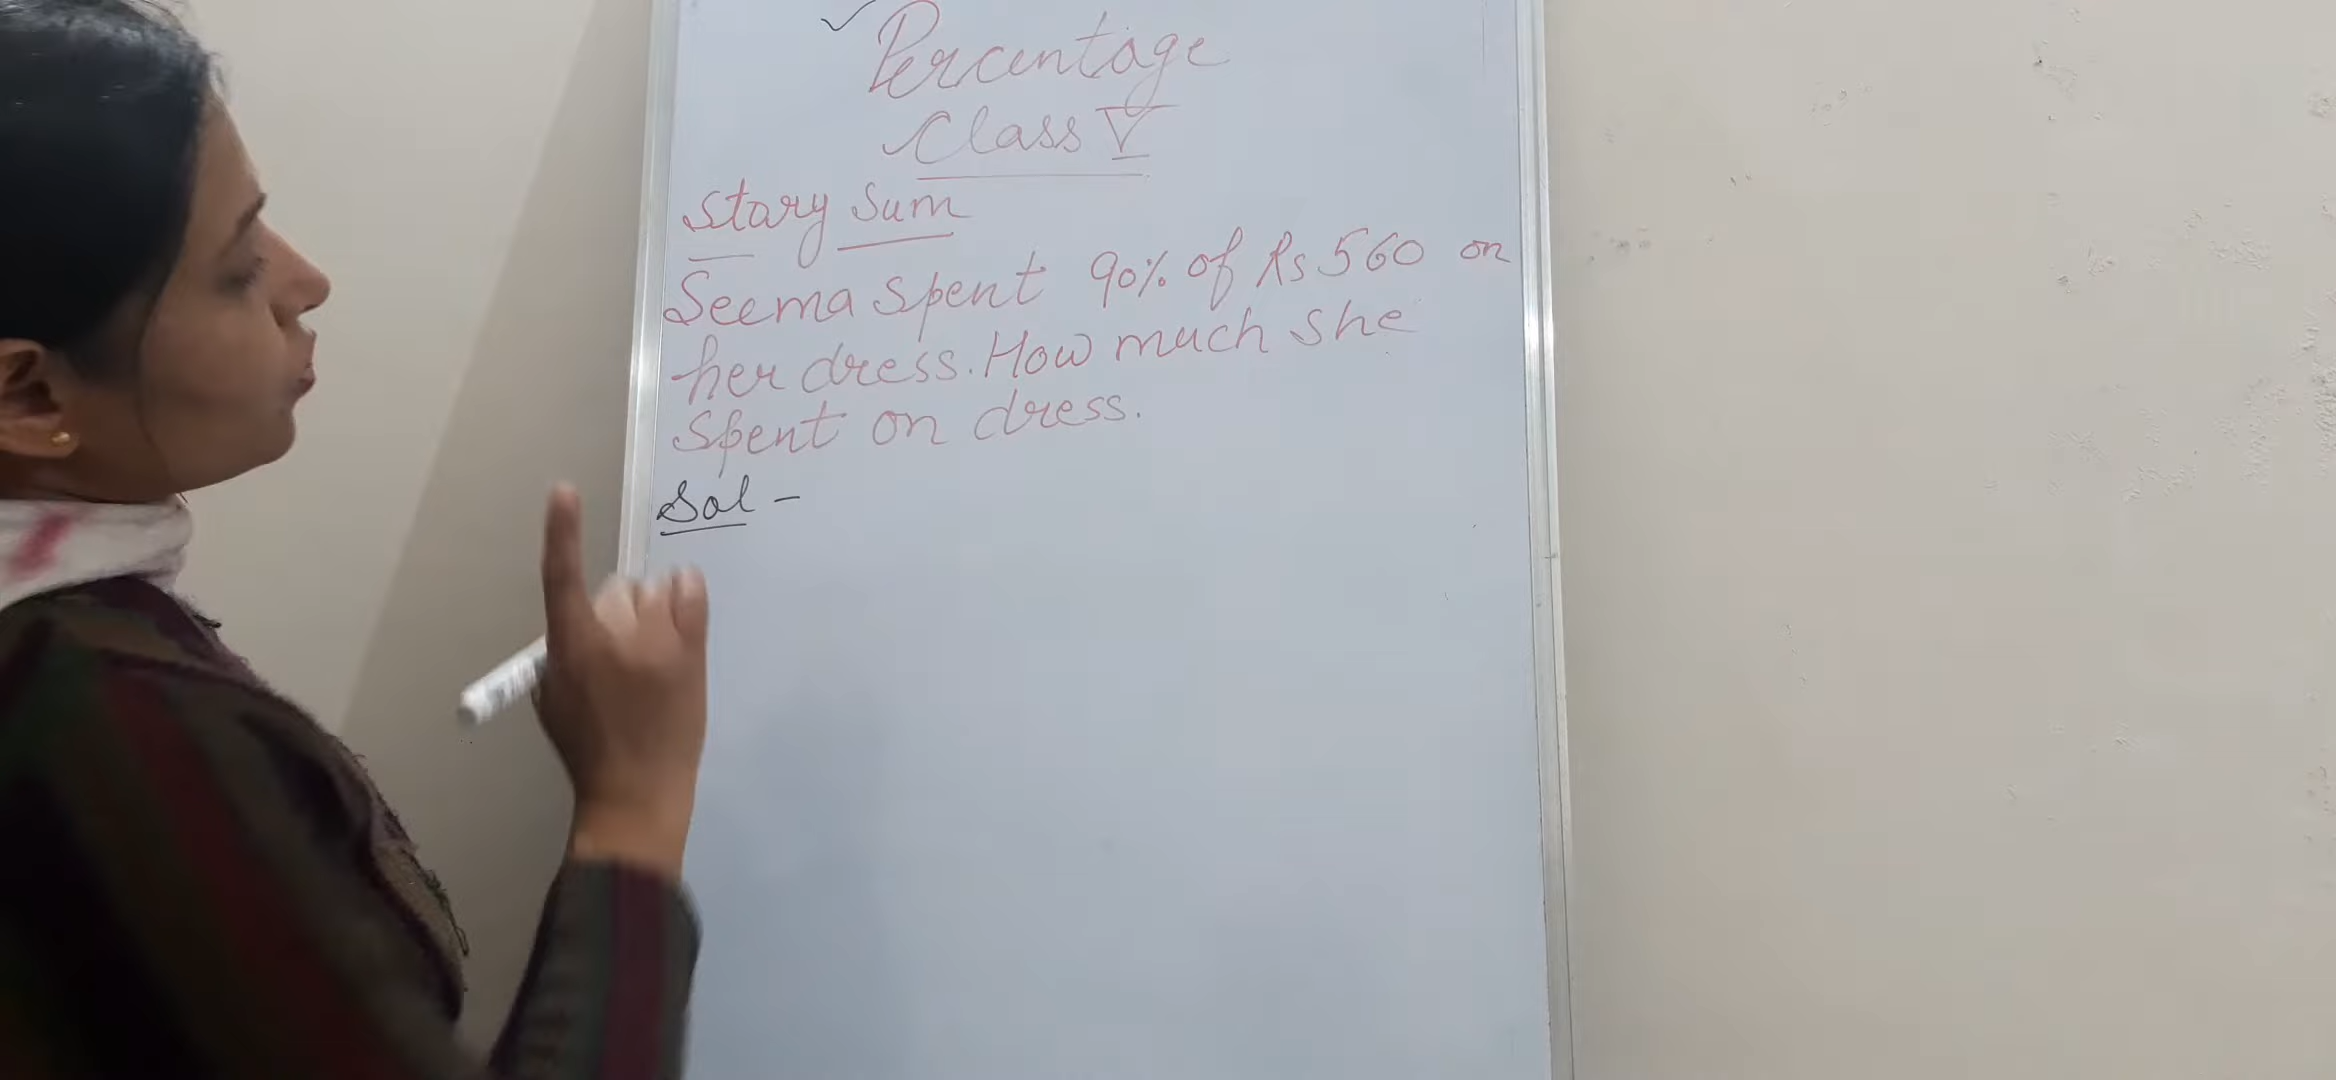 Percentage
Class V
Story Sum
Seema spent 90% of Rs 560 on
her dress. How much she
spent on dress.
Sol -